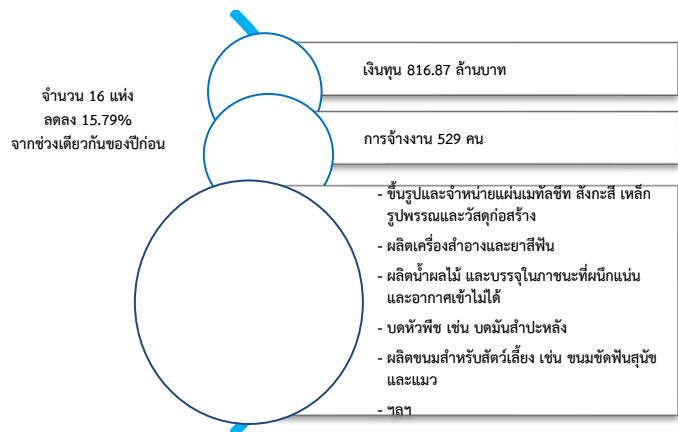 จำนวน 16 แห่ง
ลดลง 15.79%
จากช่วงเดียวกันของปีก่อน
เงินทุน 816.87 ล้านบาท
การจ้างงาน 529 คน
- ขึ้นรูปและจำหน่ายแผ่นเมทัลชีท สังกะสี เหล็ก
รูปพรรณและวัสดุก่อสร้าง
- ผลิตเครื่องสำอางและยาสีฟัน
- ผลิตน้ำผลไม้ และบรรจุในภาชนะที่ผนึกแน่น
และอากาศเข้าไม่ได้
- บดหัวพืช เช่น บดมันสำปะหลัง
- ผลิตขนมสำหรับสัตว์เลี้ยง เช่น ขนมขัดฟันสุนัข
และแมว
- ฯลฯ